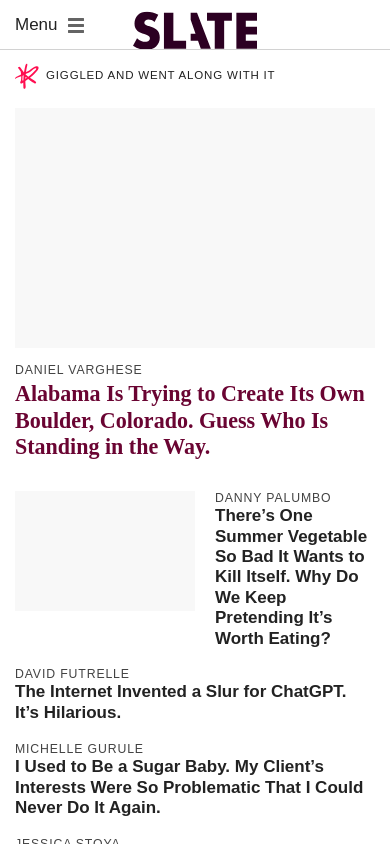 Menu
SLATE
GIGGLED AND WENT ALONG WITH IT
DANIEL VARGHESE
Alabama Is Trying to Create Its Own
Boulder, Colorado. Guess Who Is
Standing in the Way.
DANNY PALUMBO
There’s One
Summer Vegetable
So Bad It Wants to
Kill Itself. Why Do
We Keep
Pretending It’s
Worth Eating?
DAVID FUTRELLE
The Internet Invented a Slur for ChatGPT.
It’s Hilarious.
MICHELLE GURULE
I Used to Be a Sugar Baby. My Client’s
Interests Were So Problematic That I Could
Never Do It Again.
JESSICA STOYA